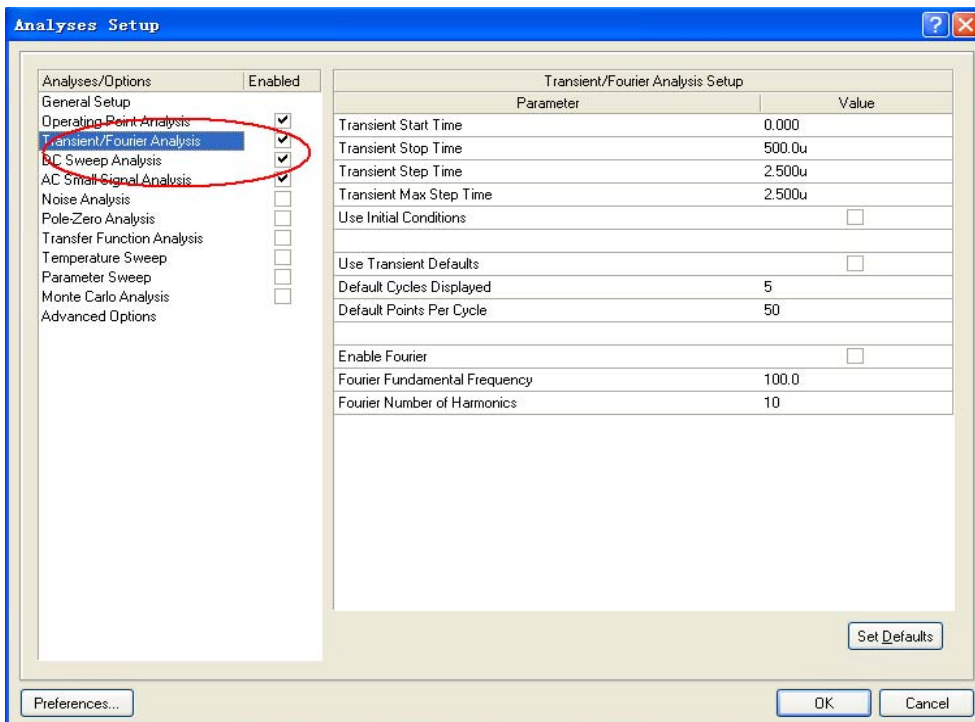 Analyses Setup
Analyses/Options Enabled
General Setup
Operating Point Analysis
Transient/Fourier Analysis
DC Sweep Analysis
AC Small Signal Analysis
Noise Analysis
Pole-Zero Analysis
Transfer Function Analysis
Temperature Sweep
Parameter Sweep
Monte Carlo Analysis
Advanced Options
Transient/Fourier Analysis Setup
Parameter Value
Transient Start Time 0.000
Transient Stop Time 500.0u
Transient Step Time 2.500u
Transient Max Step Time 2.500u
Use Initial Conditions
Use Transient Defaults
Default Cycles Displayed 5
Default Points Per Cycle 50
Enable Fourier
Fourier Fundamental Frequency 100.0
Fourier Number of Harmonics 10
Set Defaults
Preferences... OK Cancel